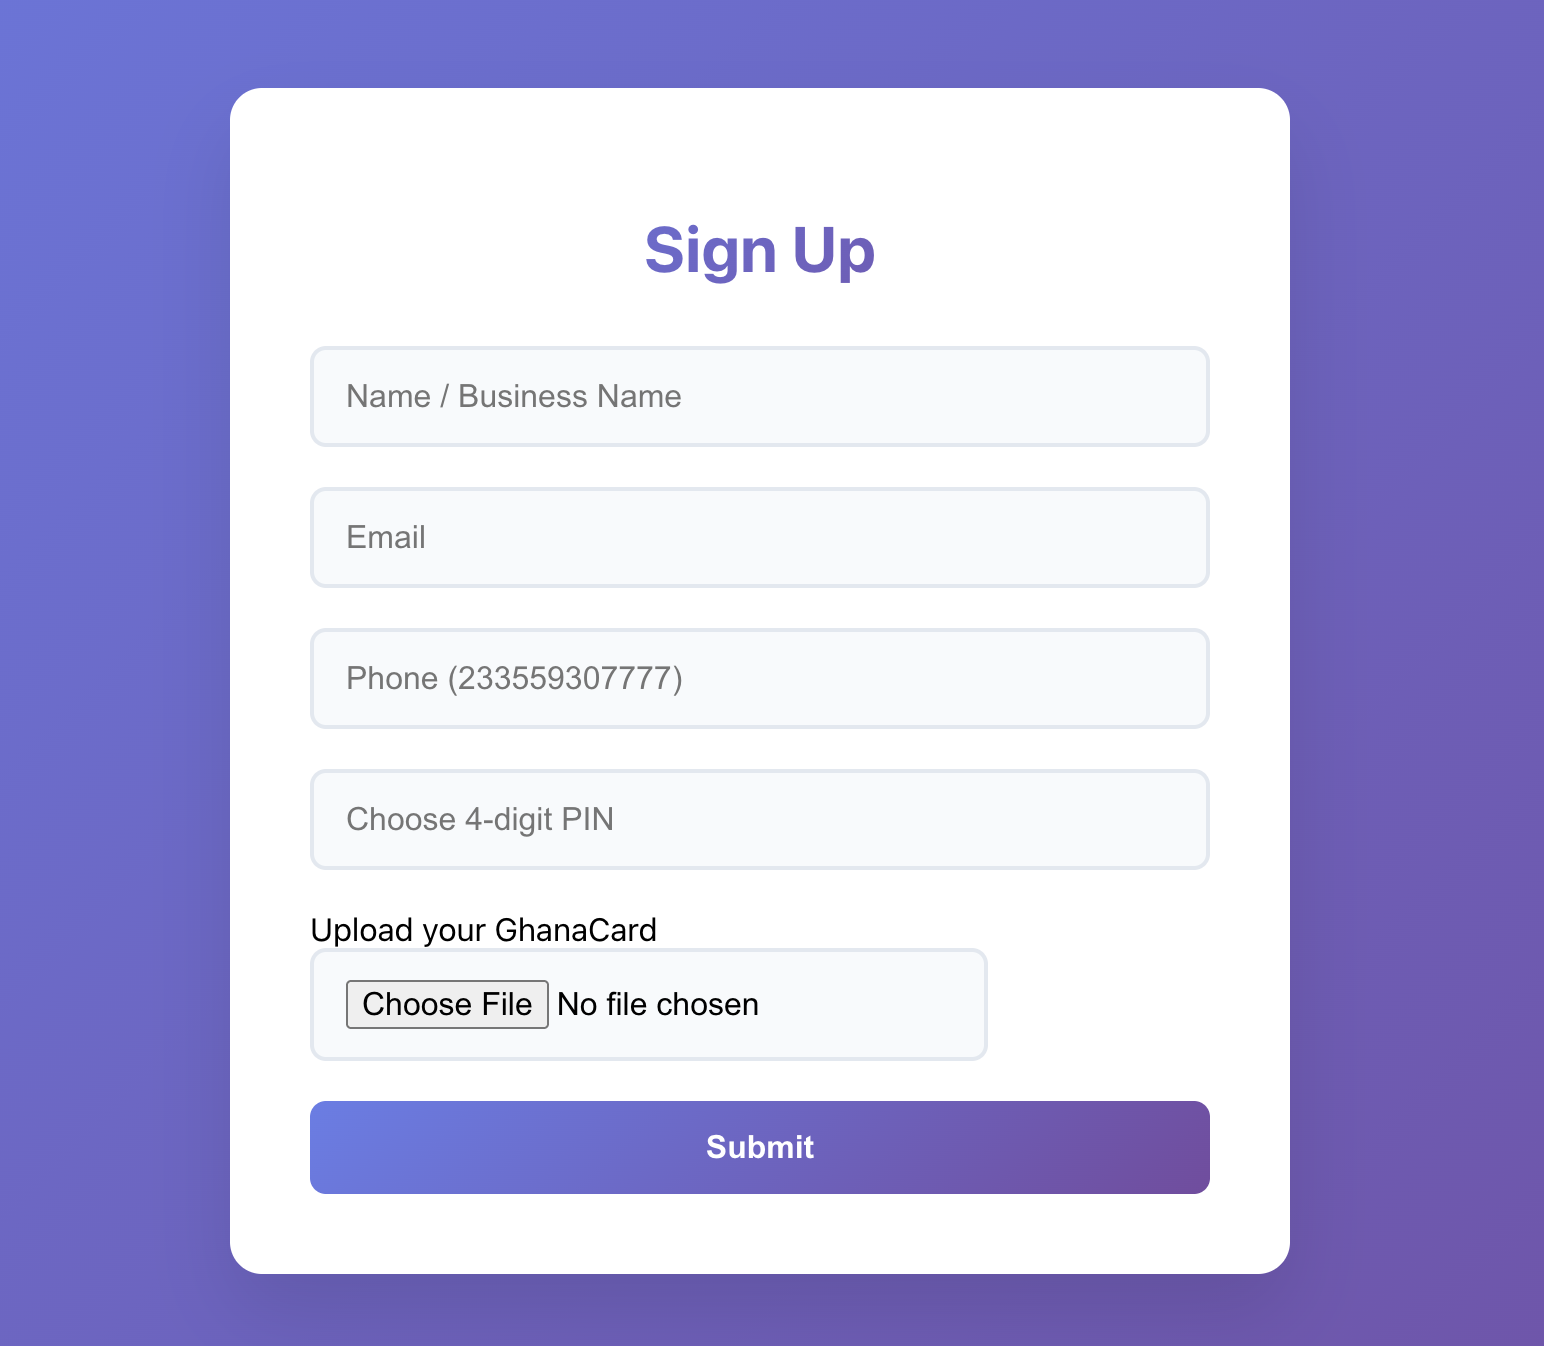 Sign Up
Name / Business Name
Email
Phone (233559307777)
Choose 4-digit PIN
Upload your GhanaCard
Choose File No file chosen
Submit